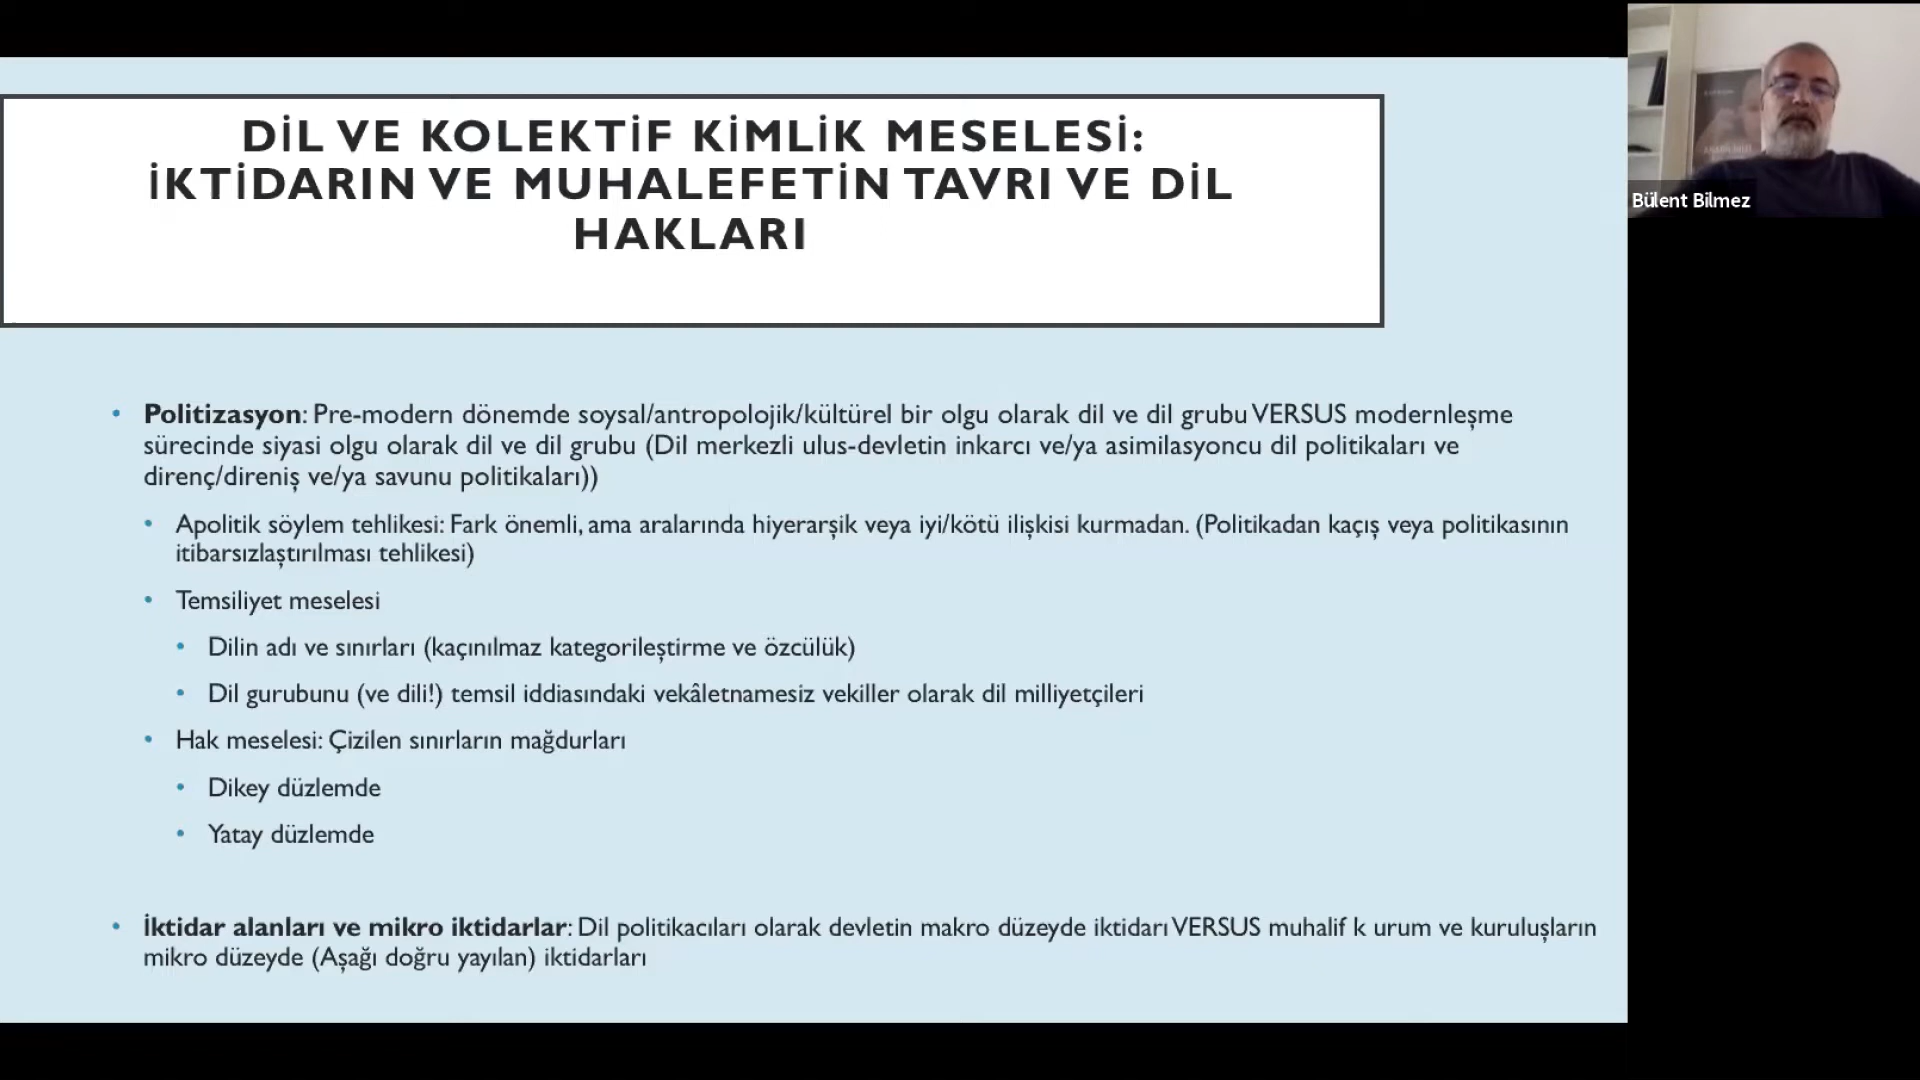 DİL VE KOLEKTİF KİMLİK MESELESİ:
İKTİDARIN VE MUHALEFETİN TAVRI VE DİL
HAKLARI
• Politizasyon: Pre-modern dönemde soysal/antropolojik/kültürel bir olgu olarak dil ve dil grubu VERSUS modernleşme
sürecinde siyasi olgu olarak dil ve dil grubu (Dil merkezli ulus-devletin inkarcı ve/ya asimilasyoncu dil politikaları ve
direnç/direniş ve/ya savunu politikaları))
• Apolitik söylem tehlikesi: Fark önemli, ama aralarında hiyerarşik veya iyi/kötü ilişkisi kurmadan. (Politikadan kaçış veya politikasının
itibarsızlaştırılması tehlikesi)
• Temsiliyet meselesi
• Dilin adı ve sınırları (kaçınılmaz kategorileştirme ve özcülük)
• Dil gurubunu (ve dili!) temsil iddiasındaki vekâletnamesiz vekiller olarak dil milliyetçileri
• Hak meselesi: Çizilen sınırların mağdurları
• Dikey düzlemde
• Yatay düzlemde
• İktidar alanları ve mikro iktidarlar: Dil politikacıları olarak devletin makro düzeyde iktidarı VERSUS muhalif k urum ve kuruluşların
mikro düzeyde (Aşağı doğru yayılan) iktidarları
Bülent Bilmez